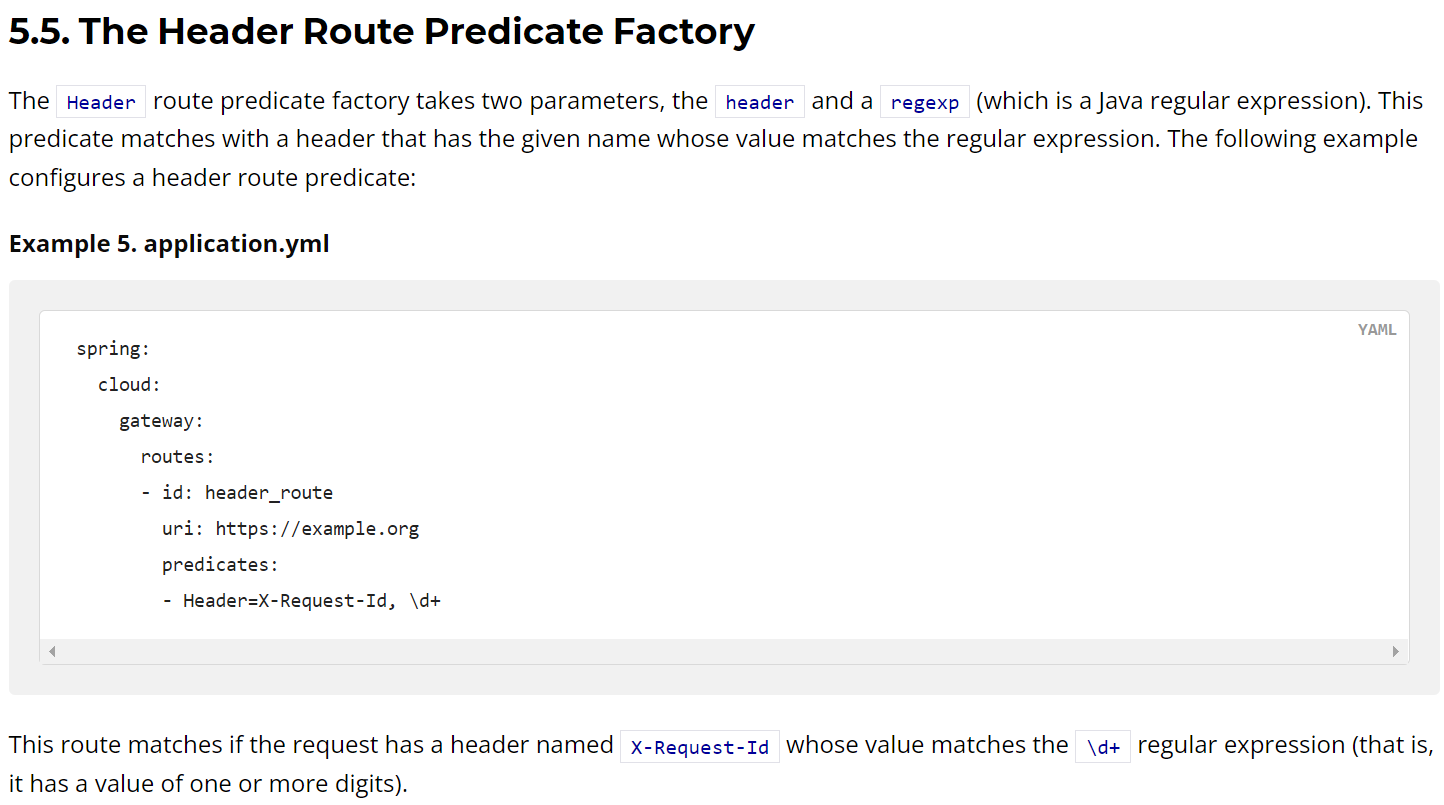 5.5. The Header Route Predicate Factory
The Header route predicate factory takes two parameters, the header and a regexp (which is a Java regular expression). This
predicate matches with a header that has the given name whose value matches the regular expression. The following example
configures a header route predicate:
Example 5. application.yml
YAML
spring:
  cloud:
    gateway:
      routes:
      - id: header_route
        uri: https://example.org
        predicates:
        - Header=X-Request-Id, \d+
This route matches if the request has a header named X-Request-Id whose value matches the \d+ regular expression (that is,
it has a value of one or more digits).